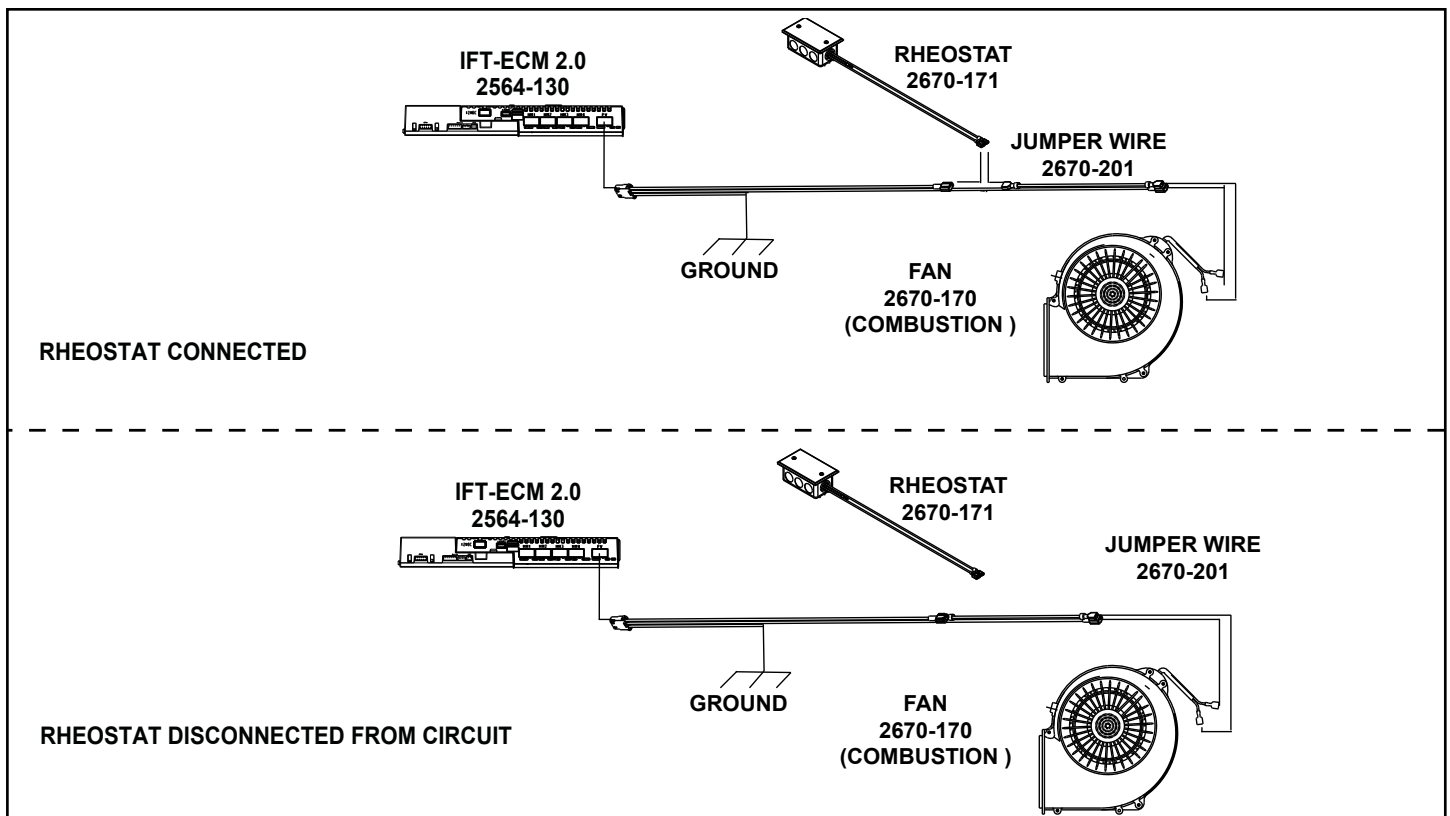 IFT-ECM 2.0
2564-130
RHEOSTAT
2670-171
JUMPER WIRE
2670-201
GROUND
FAN
2670-170
(COMBUSTION )
RHEOSTAT CONNECTED
IFT-ECM 2.0
2564-130
RHEOSTAT
2670-171
JUMPER WIRE
2670-201
GROUND
FAN
2670-170
(COMBUSTION )
RHEOSTAT DISCONNECTED FROM CIRCUIT